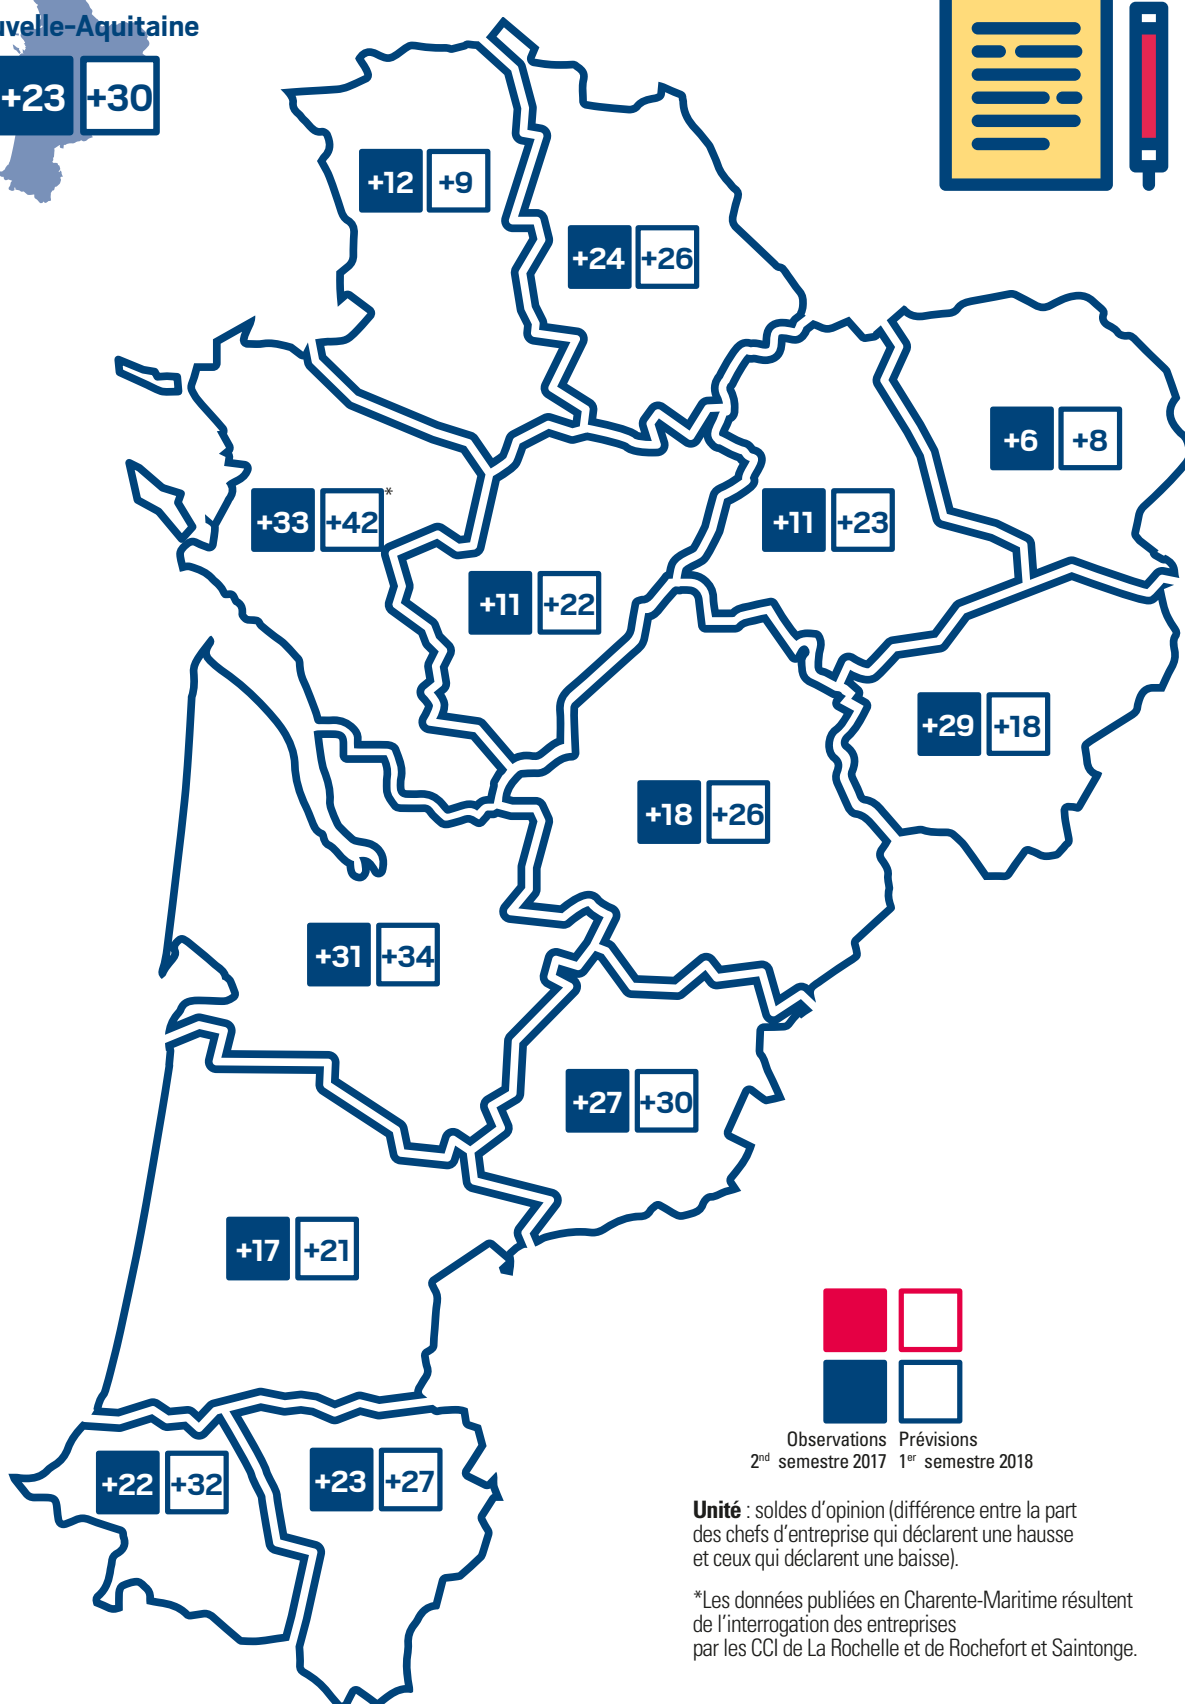 uvelle-Aquitaine
+23 +30
+12 +9
+24 +26
+6 +8
+33 +42*
+11 +23
+11 +22
+29 +18
+18 +26
+31 +34
+27 +30
+17 +21
+22 +32
+23 +27
Observations Prévisions
2nd semestre 2017 1er semestre 2018
Unité : soldes d'opinion (différence entre la part
des chefs d'entreprise qui déclarent une hausse
et ceux qui déclarent une baisse).
*Les données publiées en Charente-Maritime résultent
de l'interrogation des entreprises
par les CCI de La Rochelle et de Rochefort et Saintonge.